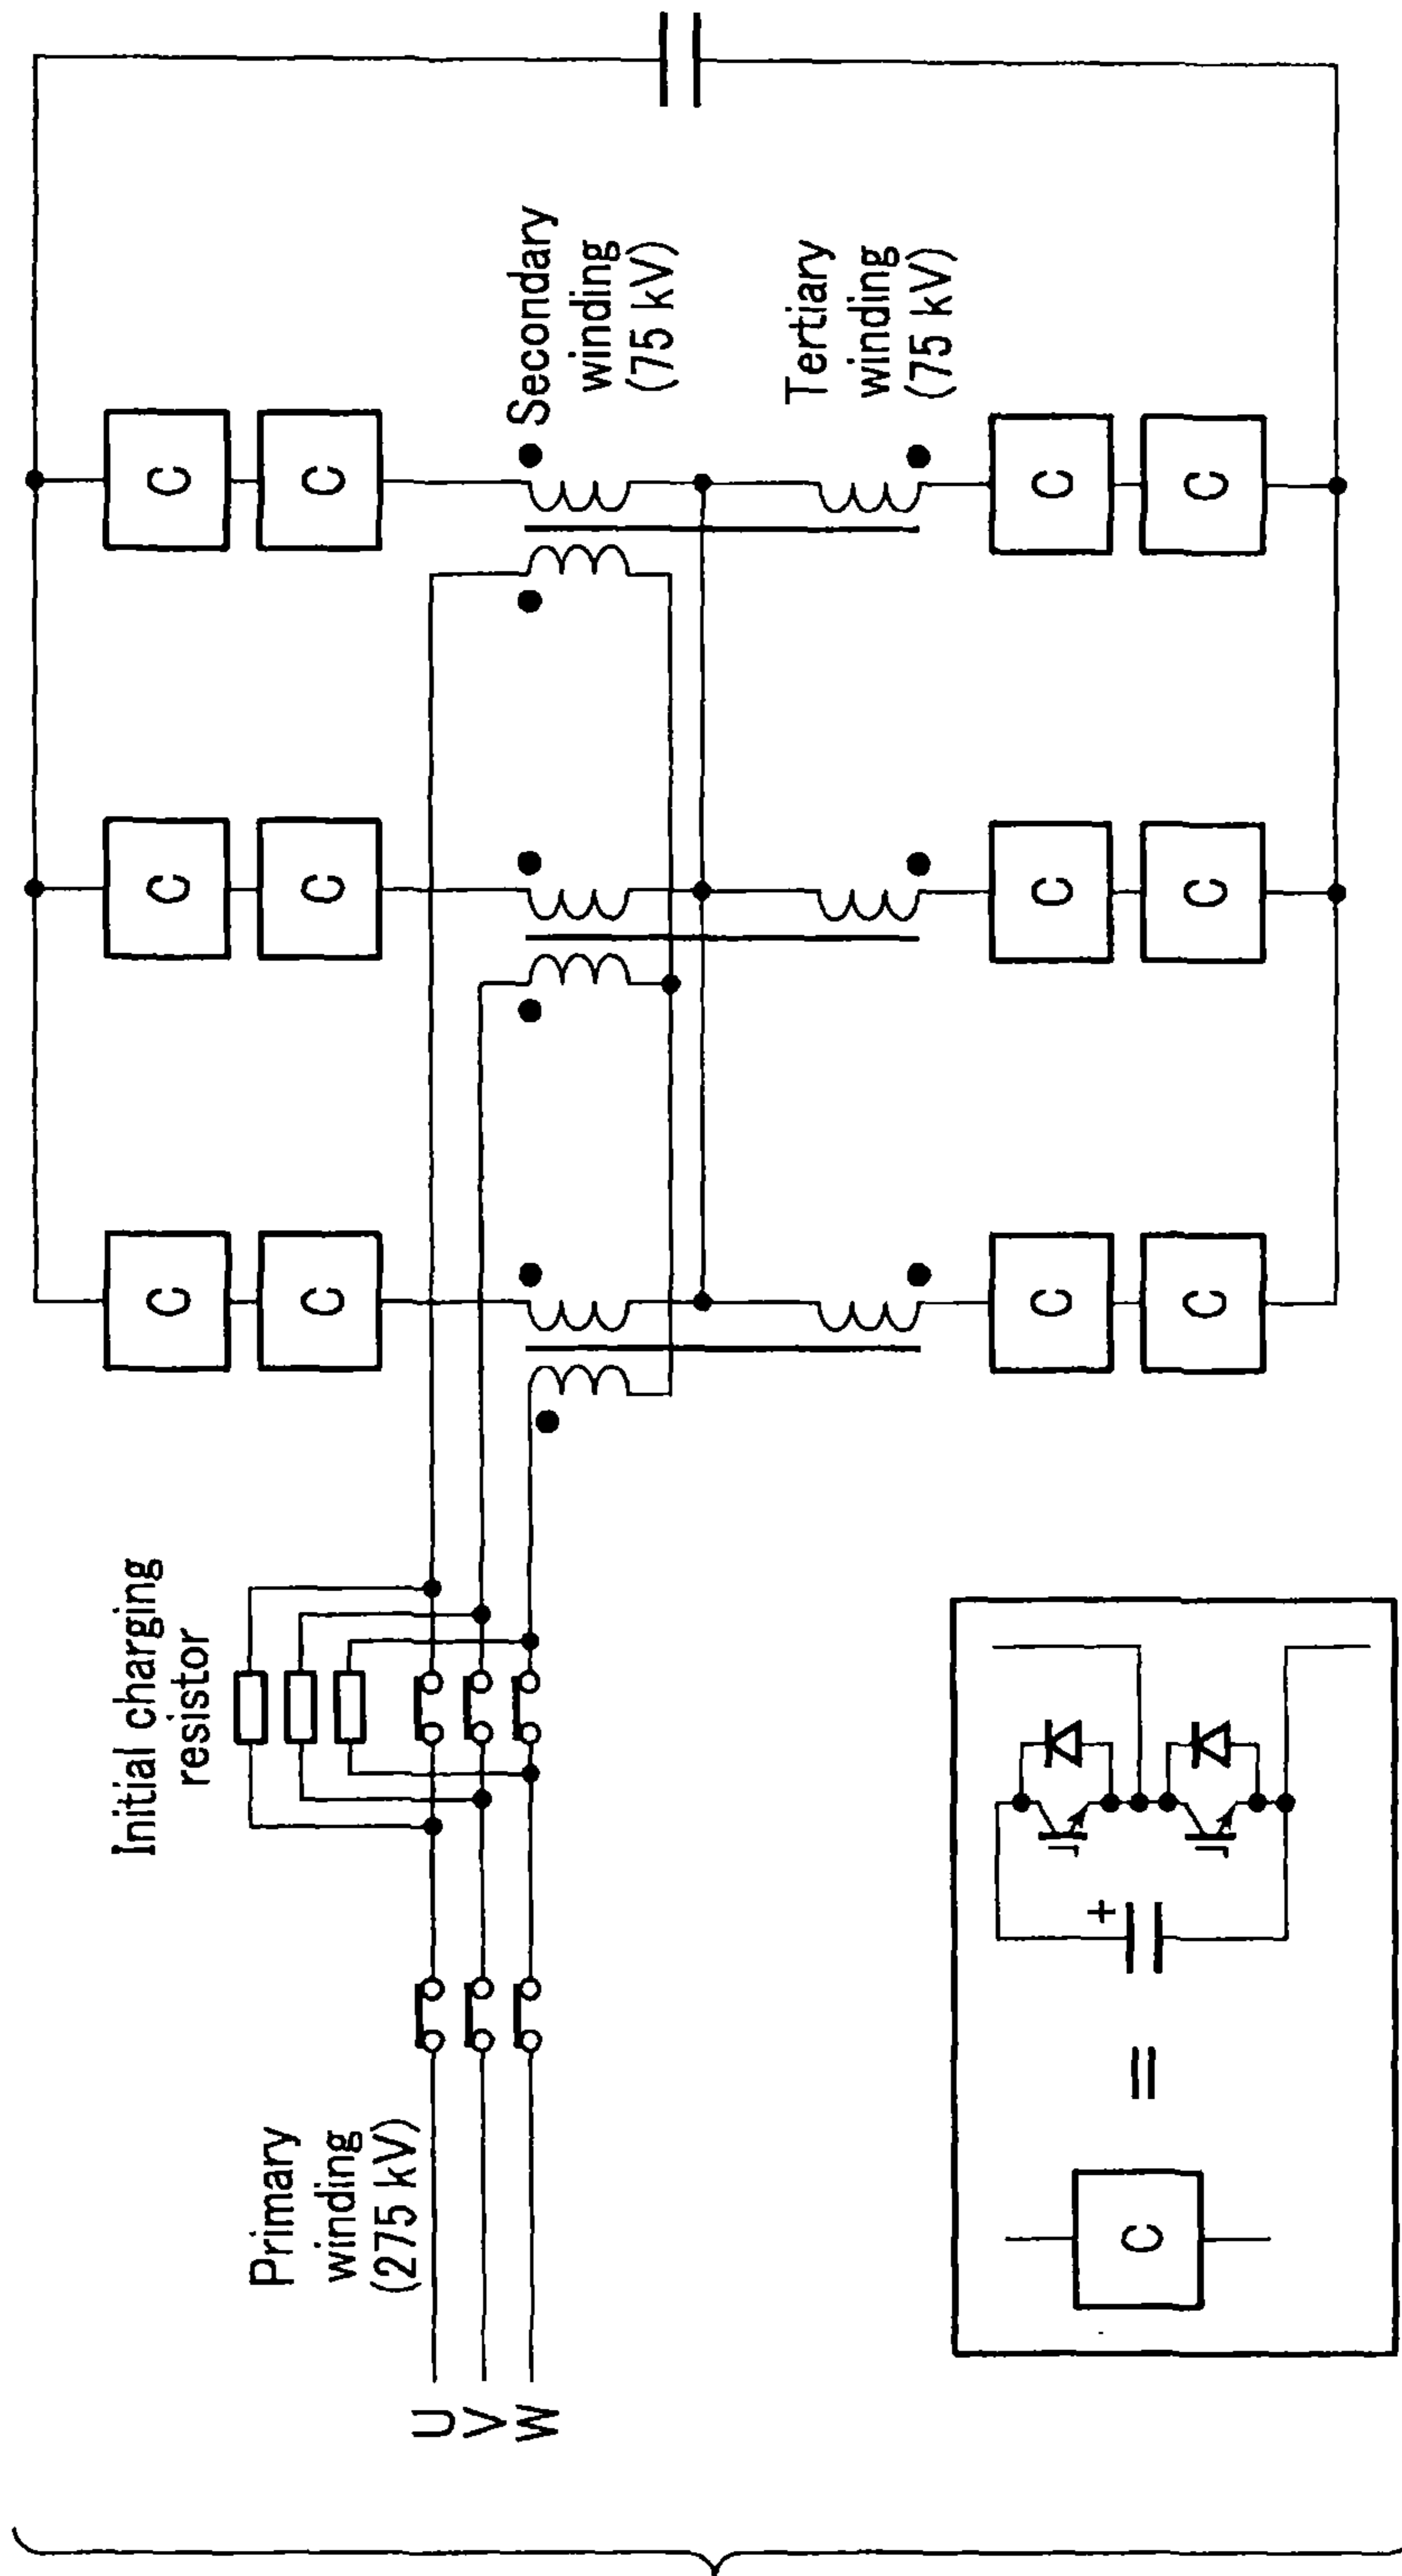 Initial charging
resistor
Primary
winding
(275 kV)
U
V
W
Secondary
winding
(75 kV)
Tertiary
winding
(75 kV)
C
C
C
C
C
C
C
C
C
C
C
C
C
=
+